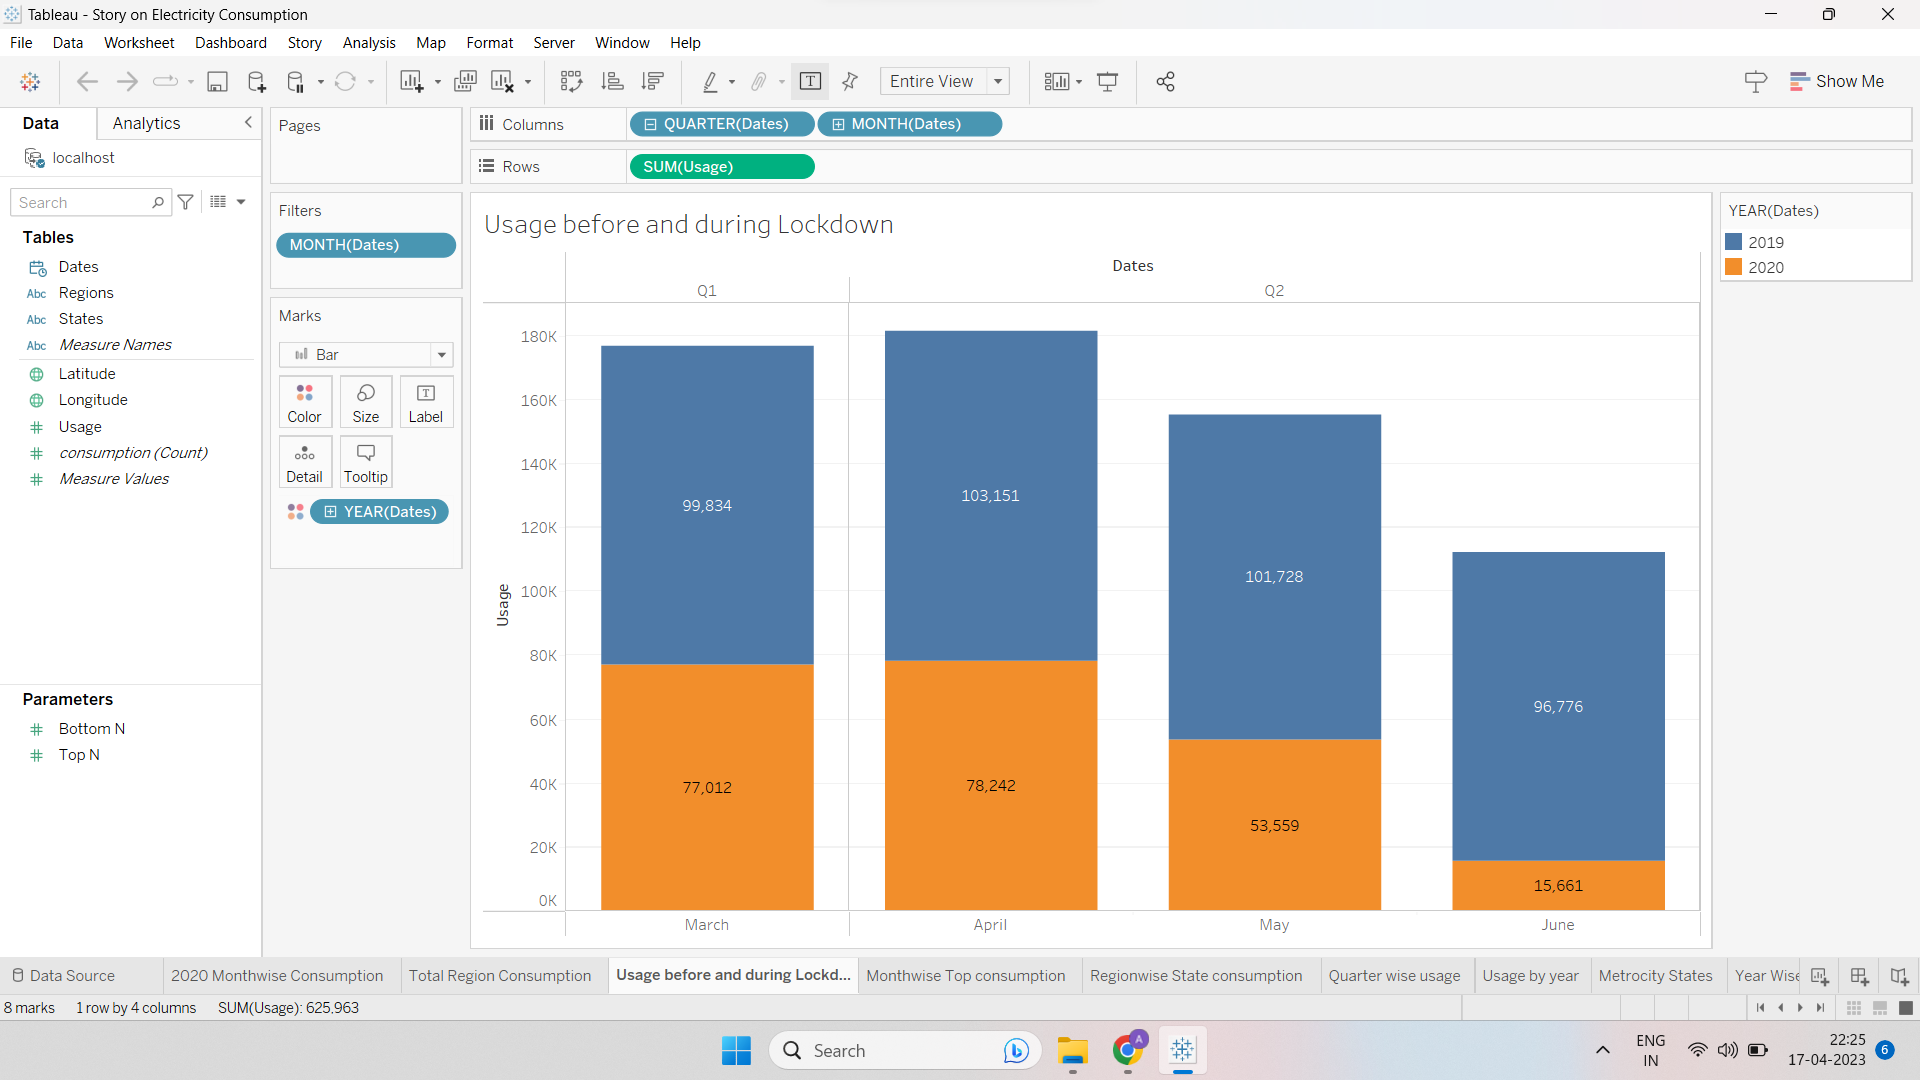 Tableau - Story on Electricity Consumption
File Data Worksheet Dashboard Story Analysis Map Format Server Window Help
Entire View
Show Me
Data Analytics
localhost
Search
Tables
Dates
Abc Regions
Abc States
Abc Measure Names
Latitude
Longitude
# Usage
# consumption (Count)
# Measure Values
Parameters
# Bottom N
# Top N
Pages
Filters
MONTH(Dates)
Marks
Bar
Color Size Label
Detail Tooltip
YEAR(Dates)
Columns QUARTER(Dates) MONTH(Dates)
Rows SUM(Usage)
Usage before and during Lockdown
Dates
Q1 Q2
Usage
180K
160K
140K
120K
100K
80K
60K
40K
20K
0K
99,834
77,012
103,151
78,242
101,728
53,559
96,776
15,661
March April May June
YEAR(Dates)
2019
2020
Data Source 2020 Monthwise Consumption Total Region Consumption Usage before and during Lockd... Monthwise Top consumption Regionwise State consumption Quarter wise usage Usage by year Metrocity States Year Wise
8 marks 1 row by 4 columns SUM(Usage): 625,963
Search
A
ENG
IN
22:25
17-04-2023
6